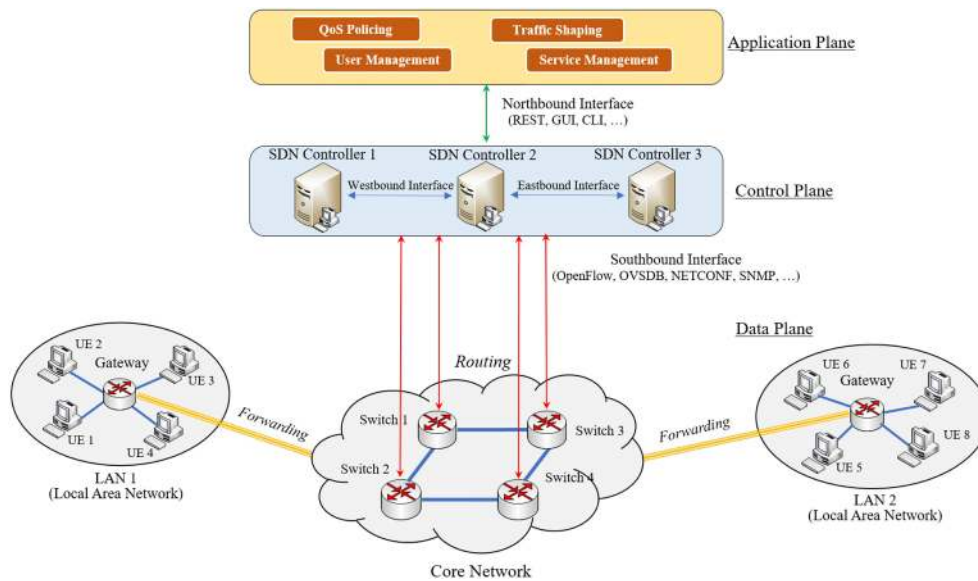 QoS Policing
Traffic Shaping
User Management
Service Management
Application Plane
Northbound Interface
(REST, GUI, CLI, …)
SDN Controller 1
SDN Controller 2
SDN Controller 3
Westbound Interface
Eastbound Interface
Control Plane
Southbound Interface
(OpenFlow, OVSDB, NETCONF, SNMP, …)
Data Plane
UE 2
Gateway
UE 3
UE 1
UE 4
LAN 1
(Local Area Network)
Forwarding
Routing
Switch 1
Switch 3
Switch 2
Switch 4
Core Network
Forwarding
UE 6
UE 7
Gateway
UE 5
UE 8
LAN 2
(Local Area Network)